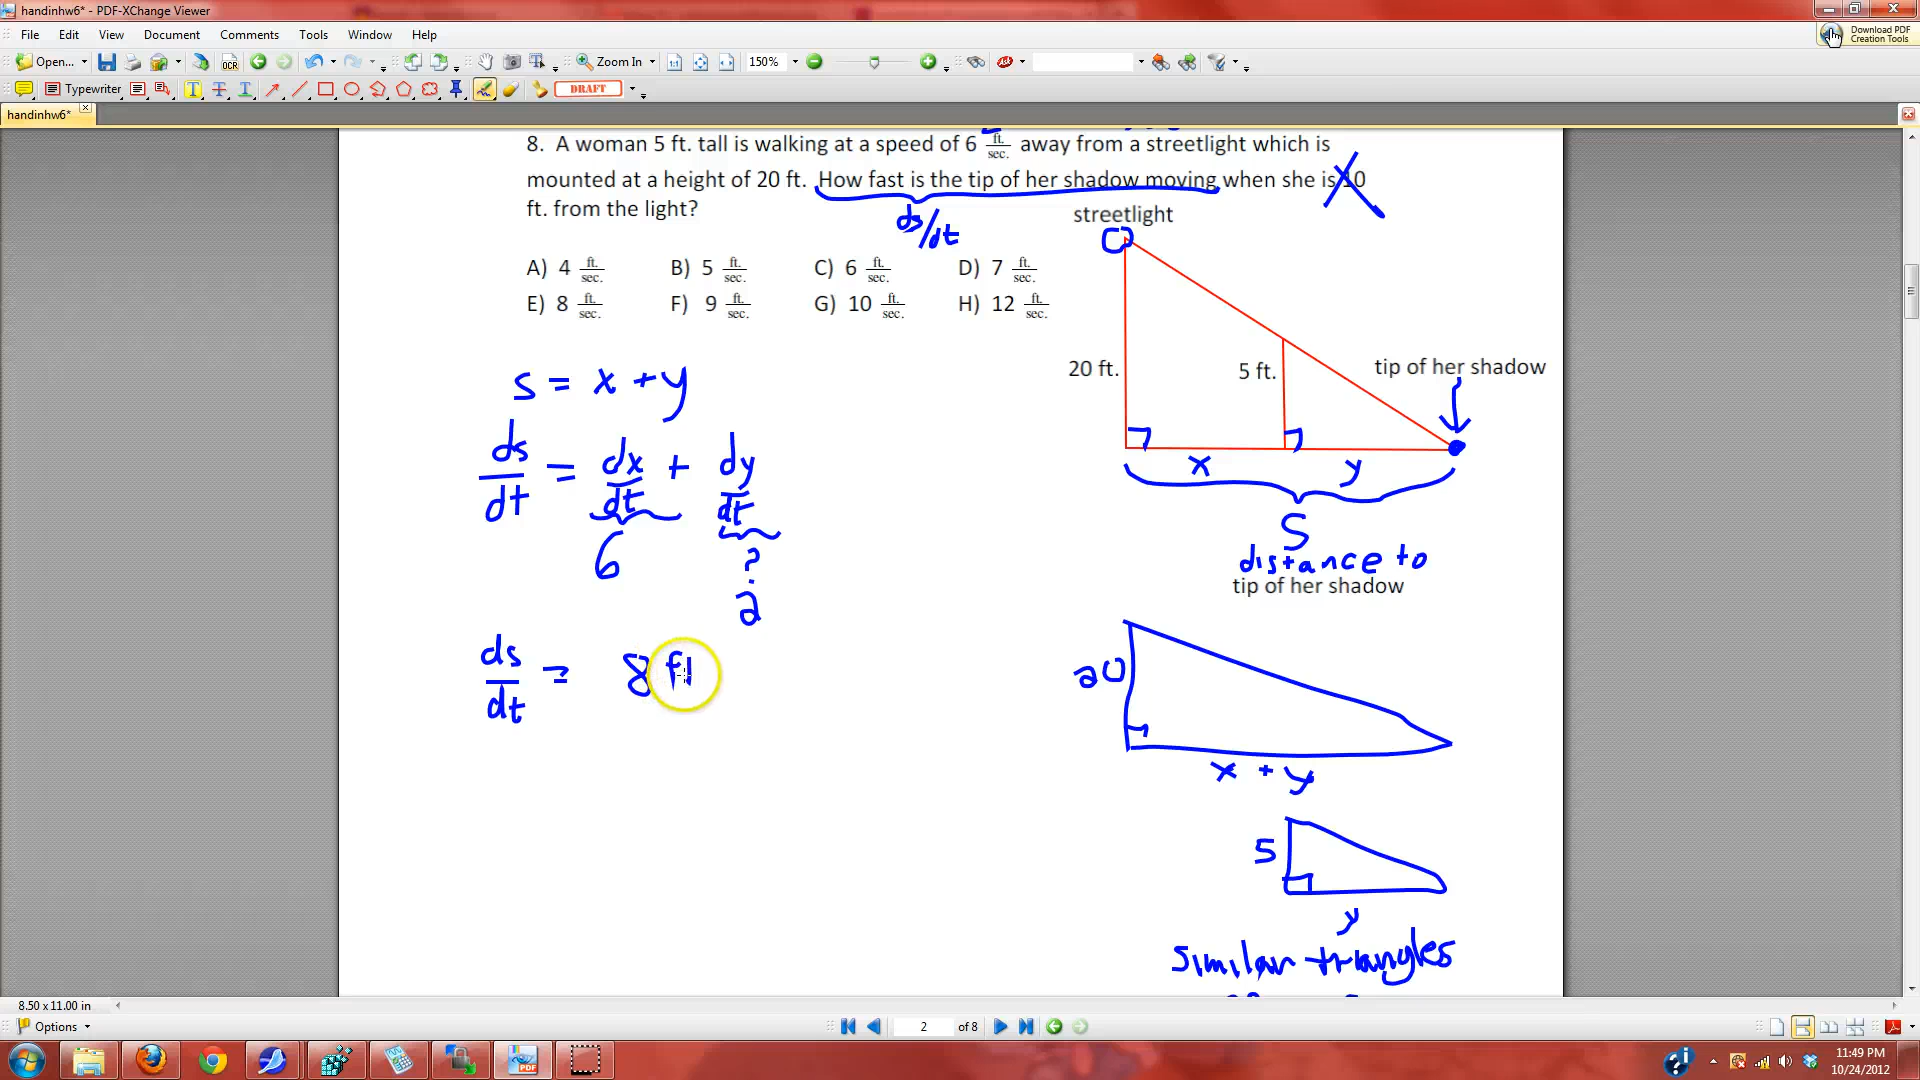 handinhw6* - PDF-XChange Viewer
File Edit View Document Comments Tools Window Help
Download PDF
Creation Tools
Open... OCR Zoom In 150%
Typewriter T T T DRAFT
handinhw6*
8. A woman 5 ft. tall is walking at a speed of 6 ft./sec. away from a streetlight which is
mounted at a height of 20 ft. How fast is the tip of her shadow moving when she is 10
ft. from the light?
ds/dt
streetlight
A) 4 ft./sec. B) 5 ft./sec. C) 6 ft./sec. D) 7 ft./sec.
E) 8 ft./sec. F) 9 ft./sec. G) 10 ft./sec. H) 12 ft./sec.
20 ft. 5 ft. tip of her shadow
x y
S
distance to
tip of her shadow
s = x + y
ds/dt = dx/dt + dy/dt
6 ?
2
ds/dt = 8 ft
20
x + y
5
y
Similar triangles
8.50 x 11.00 in
Options 2 of 8
11:49 PM
10/24/2012